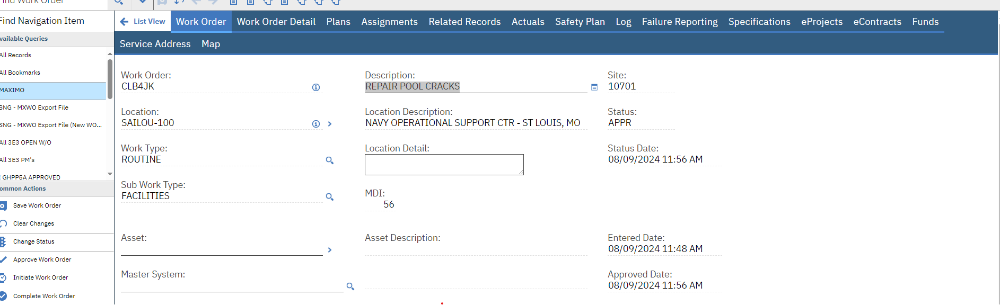 Find Work Order
Find Navigation Item
Available Queries
All Records
All Bookmarks
MAXIMO
SNG - MXWO Export File
SNG - MXWO Export File (New WO...
All 3E3 OPEN W/O
All 3E3 PM's
! GHPP5A APPROVED
Common Actions
Save Work Order
Clear Changes
Change Status
Approve Work Order
Initiate Work Order
Complete Work Order
List View Work Order Work Order Detail Plans Assignments Related Records Actuals Safety Plan Log Failure Reporting Specifications eProjects eContracts Funds
Service Address Map
Work Order: Description: Site:
CLB4JK REPAIR POOL CRACKS 10701
Location: Location Description: Status:
SAILOU-100 NAVY OPERATIONAL SUPPORT CTR - ST LOUIS, MO APPR
Work Type: Location Detail: Status Date:
ROUTINE 08/09/2024 11:56 AM
Sub Work Type:
FACILITIES
MDI:
56
Asset: Asset Description: Entered Date:
08/09/2024 11:48 AM
Master System: Approved Date:
08/09/2024 11:56 AM